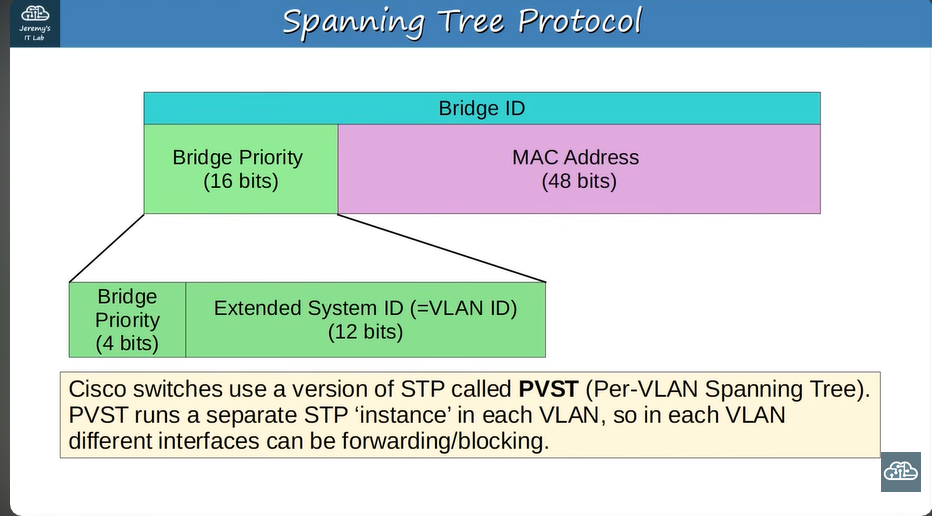 Jeremy's
IT Lab
Spanning Tree Protocol
Bridge ID
Bridge Priority
(16 bits)
MAC Address
(48 bits)
Bridge
Priority
(4 bits)
Extended System ID (=VLAN ID)
(12 bits)
Cisco switches use a version of STP called PVST (Per-VLAN Spanning Tree).
PVST runs a separate STP ‘instance’ in each VLAN, so in each VLAN
different interfaces can be forwarding/blocking.